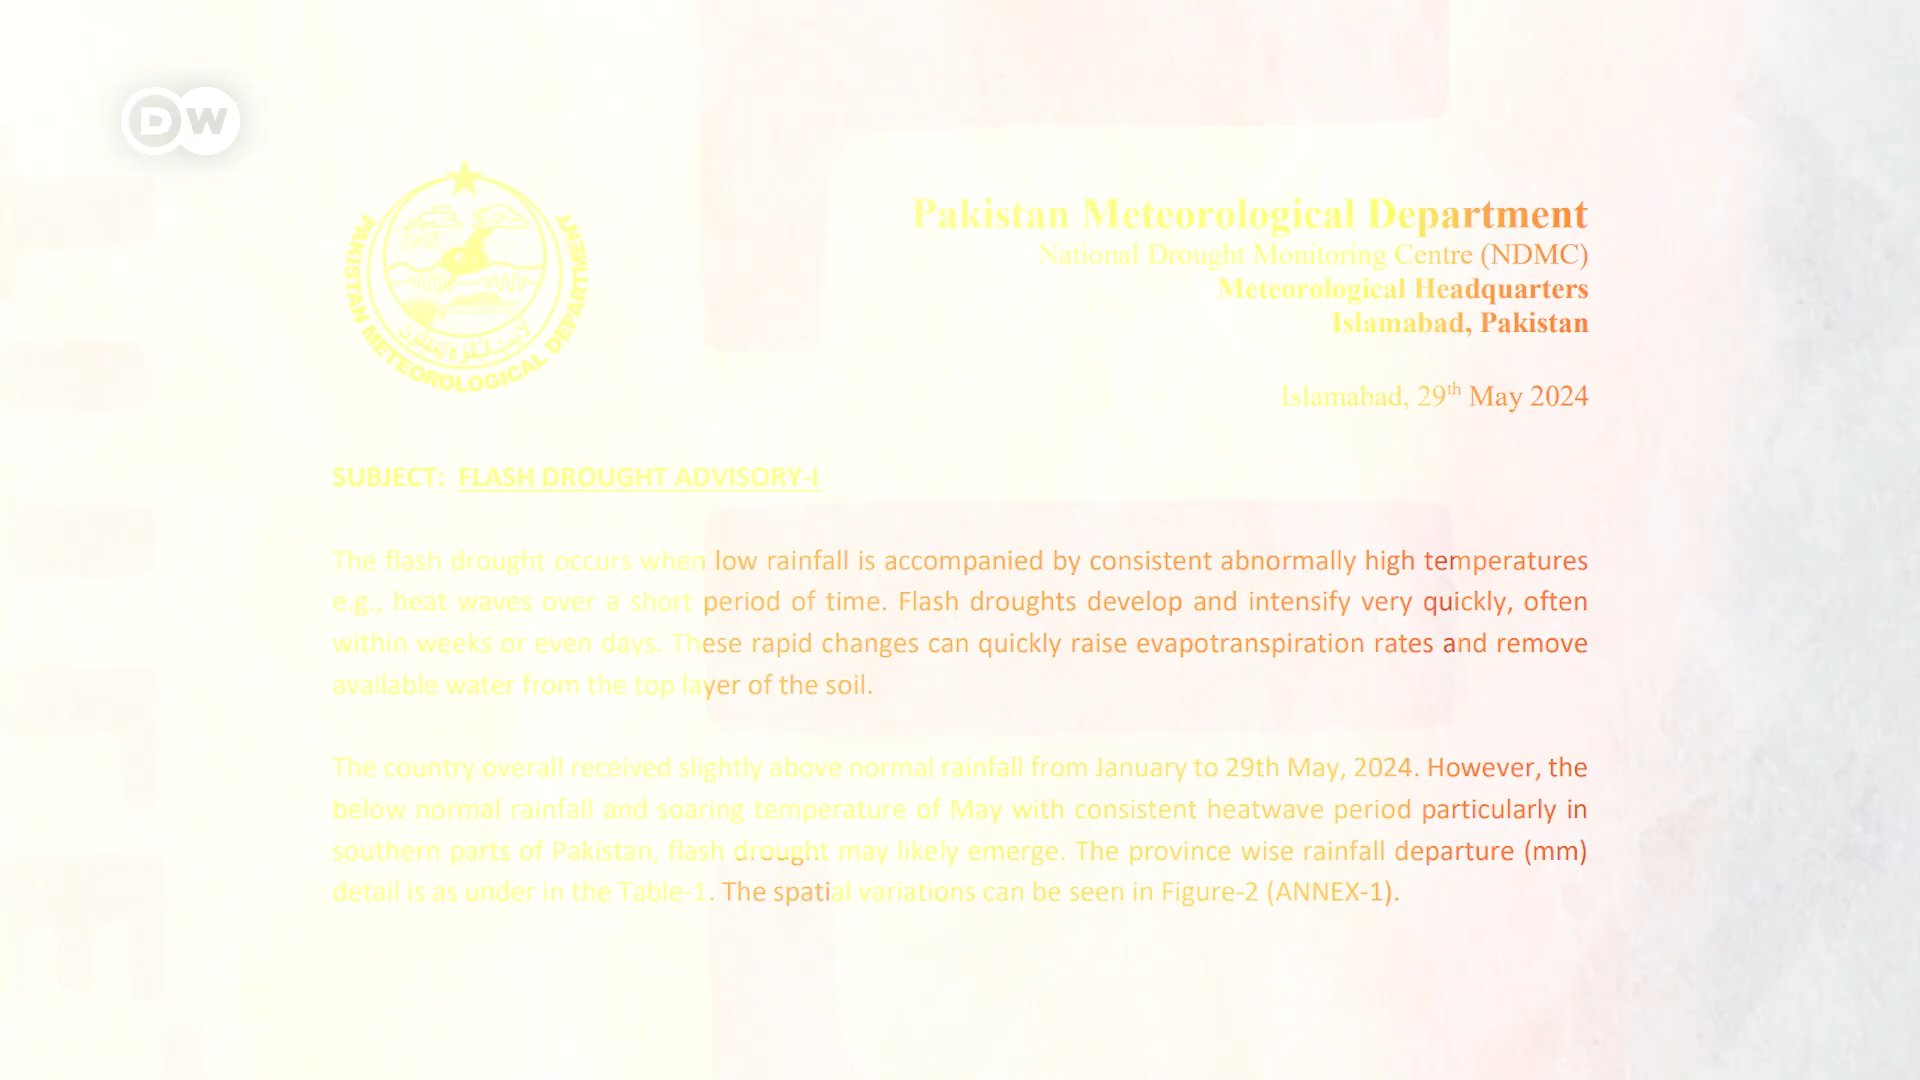 DW
Pakistan Meteorological Department
National Drought Monitoring Centre (NDMC)
Meteorological Headquarters
Islamabad, Pakistan
PAKISTAN METEOROLOGICAL DEPARTMENT
Islamabad, 29th May 2024
SUBJECT: FLASH DROUGHT ADVISORY-I
The flash drought occurs when low rainfall is accompanied by consistent abnormally high temperatures
e.g., heat waves over a short period of time. Flash droughts develop and intensify very quickly, often
within weeks or even days. These rapid changes can quickly raise evapotranspiration rates and remove
available water from the top layer of the soil.
The country overall received slightly above normal rainfall from January to 29th May, 2024. However, the
below normal rainfall and soaring temperature of May with consistent heatwave period particularly in
southern parts of Pakistan, flash drought may likely emerge. The province wise rainfall departure (mm)
detail is as under in the Table-1. The spatial variations can be seen in Figure-2 (ANNEX-1).